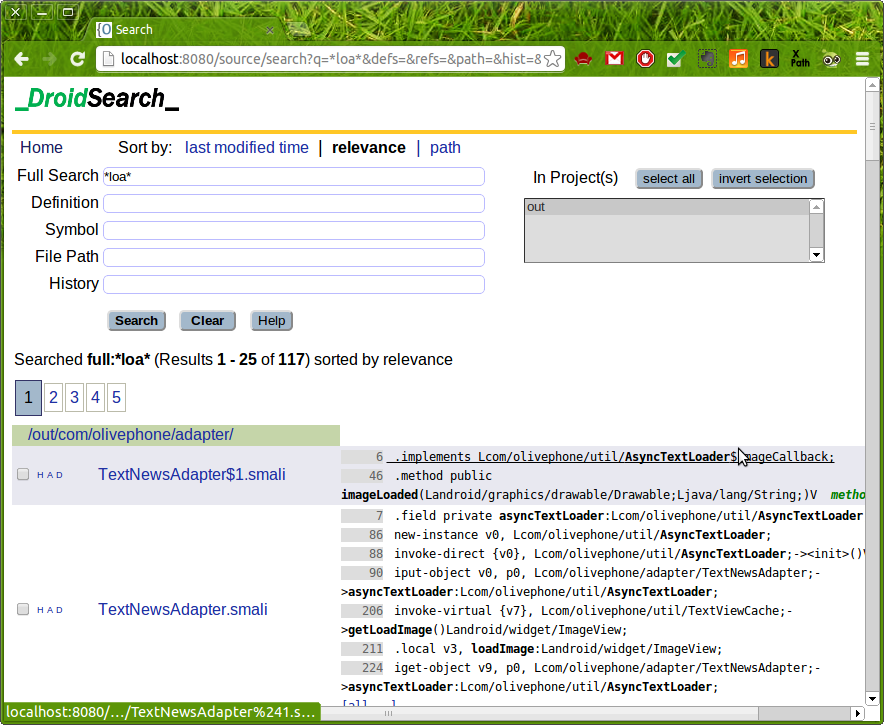 {O Search
localhost:8080/source/search?q=*loa*&defs=&refs=&path=&hist=&
X
Path
_DroidSearch_
Home Sort by: last modified time | relevance | path
Full Search *loa* In Project(s) select all invert selection
Definition out
Symbol
File Path
History
Search Clear Help
Searched full:*loa* (Results 1 - 25 of 117) sorted by relevance
1 2 3 4 5
/out/com/olivephone/adapter/
H A D TextNewsAdapter$1.smali
6 .implements Lcom/olivephone/util/AsyncTextLoader$ mageCallback;
46 .method public
imageLoaded(Landroid/graphics/drawable/Drawable;Ljava/lang/String;)V metho
H A D TextNewsAdapter.smali
7 .field private asyncTextLoader:Lcom/olivephone/util/AsyncTextLoader
86 new-instance v0, Lcom/olivephone/util/AsyncTextLoader;
88 invoke-direct {v0}, Lcom/olivephone/util/AsyncTextLoader;-><init>()V
90 iput-object v0, p0, Lcom/olivephone/adapter/TextNewsAdapter;-
>asyncTextLoader:Lcom/olivephone/util/AsyncTextLoader;
206 invoke-virtual {v7}, Lcom/olivephone/util/TextViewCache;-
>getLoadImage()Landroid/widget/ImageView;
211 .local v3, loadImage:Landroid/widget/ImageView;
224 iget-object v9, p0, Lcom/olivephone/adapter/TextNewsAdapter;-
>asyncTextLoader:Lcom/olivephone/util/AsyncTextLoader;
[all...]
localhost:8080/.../TextNewsAdapter%241.s...